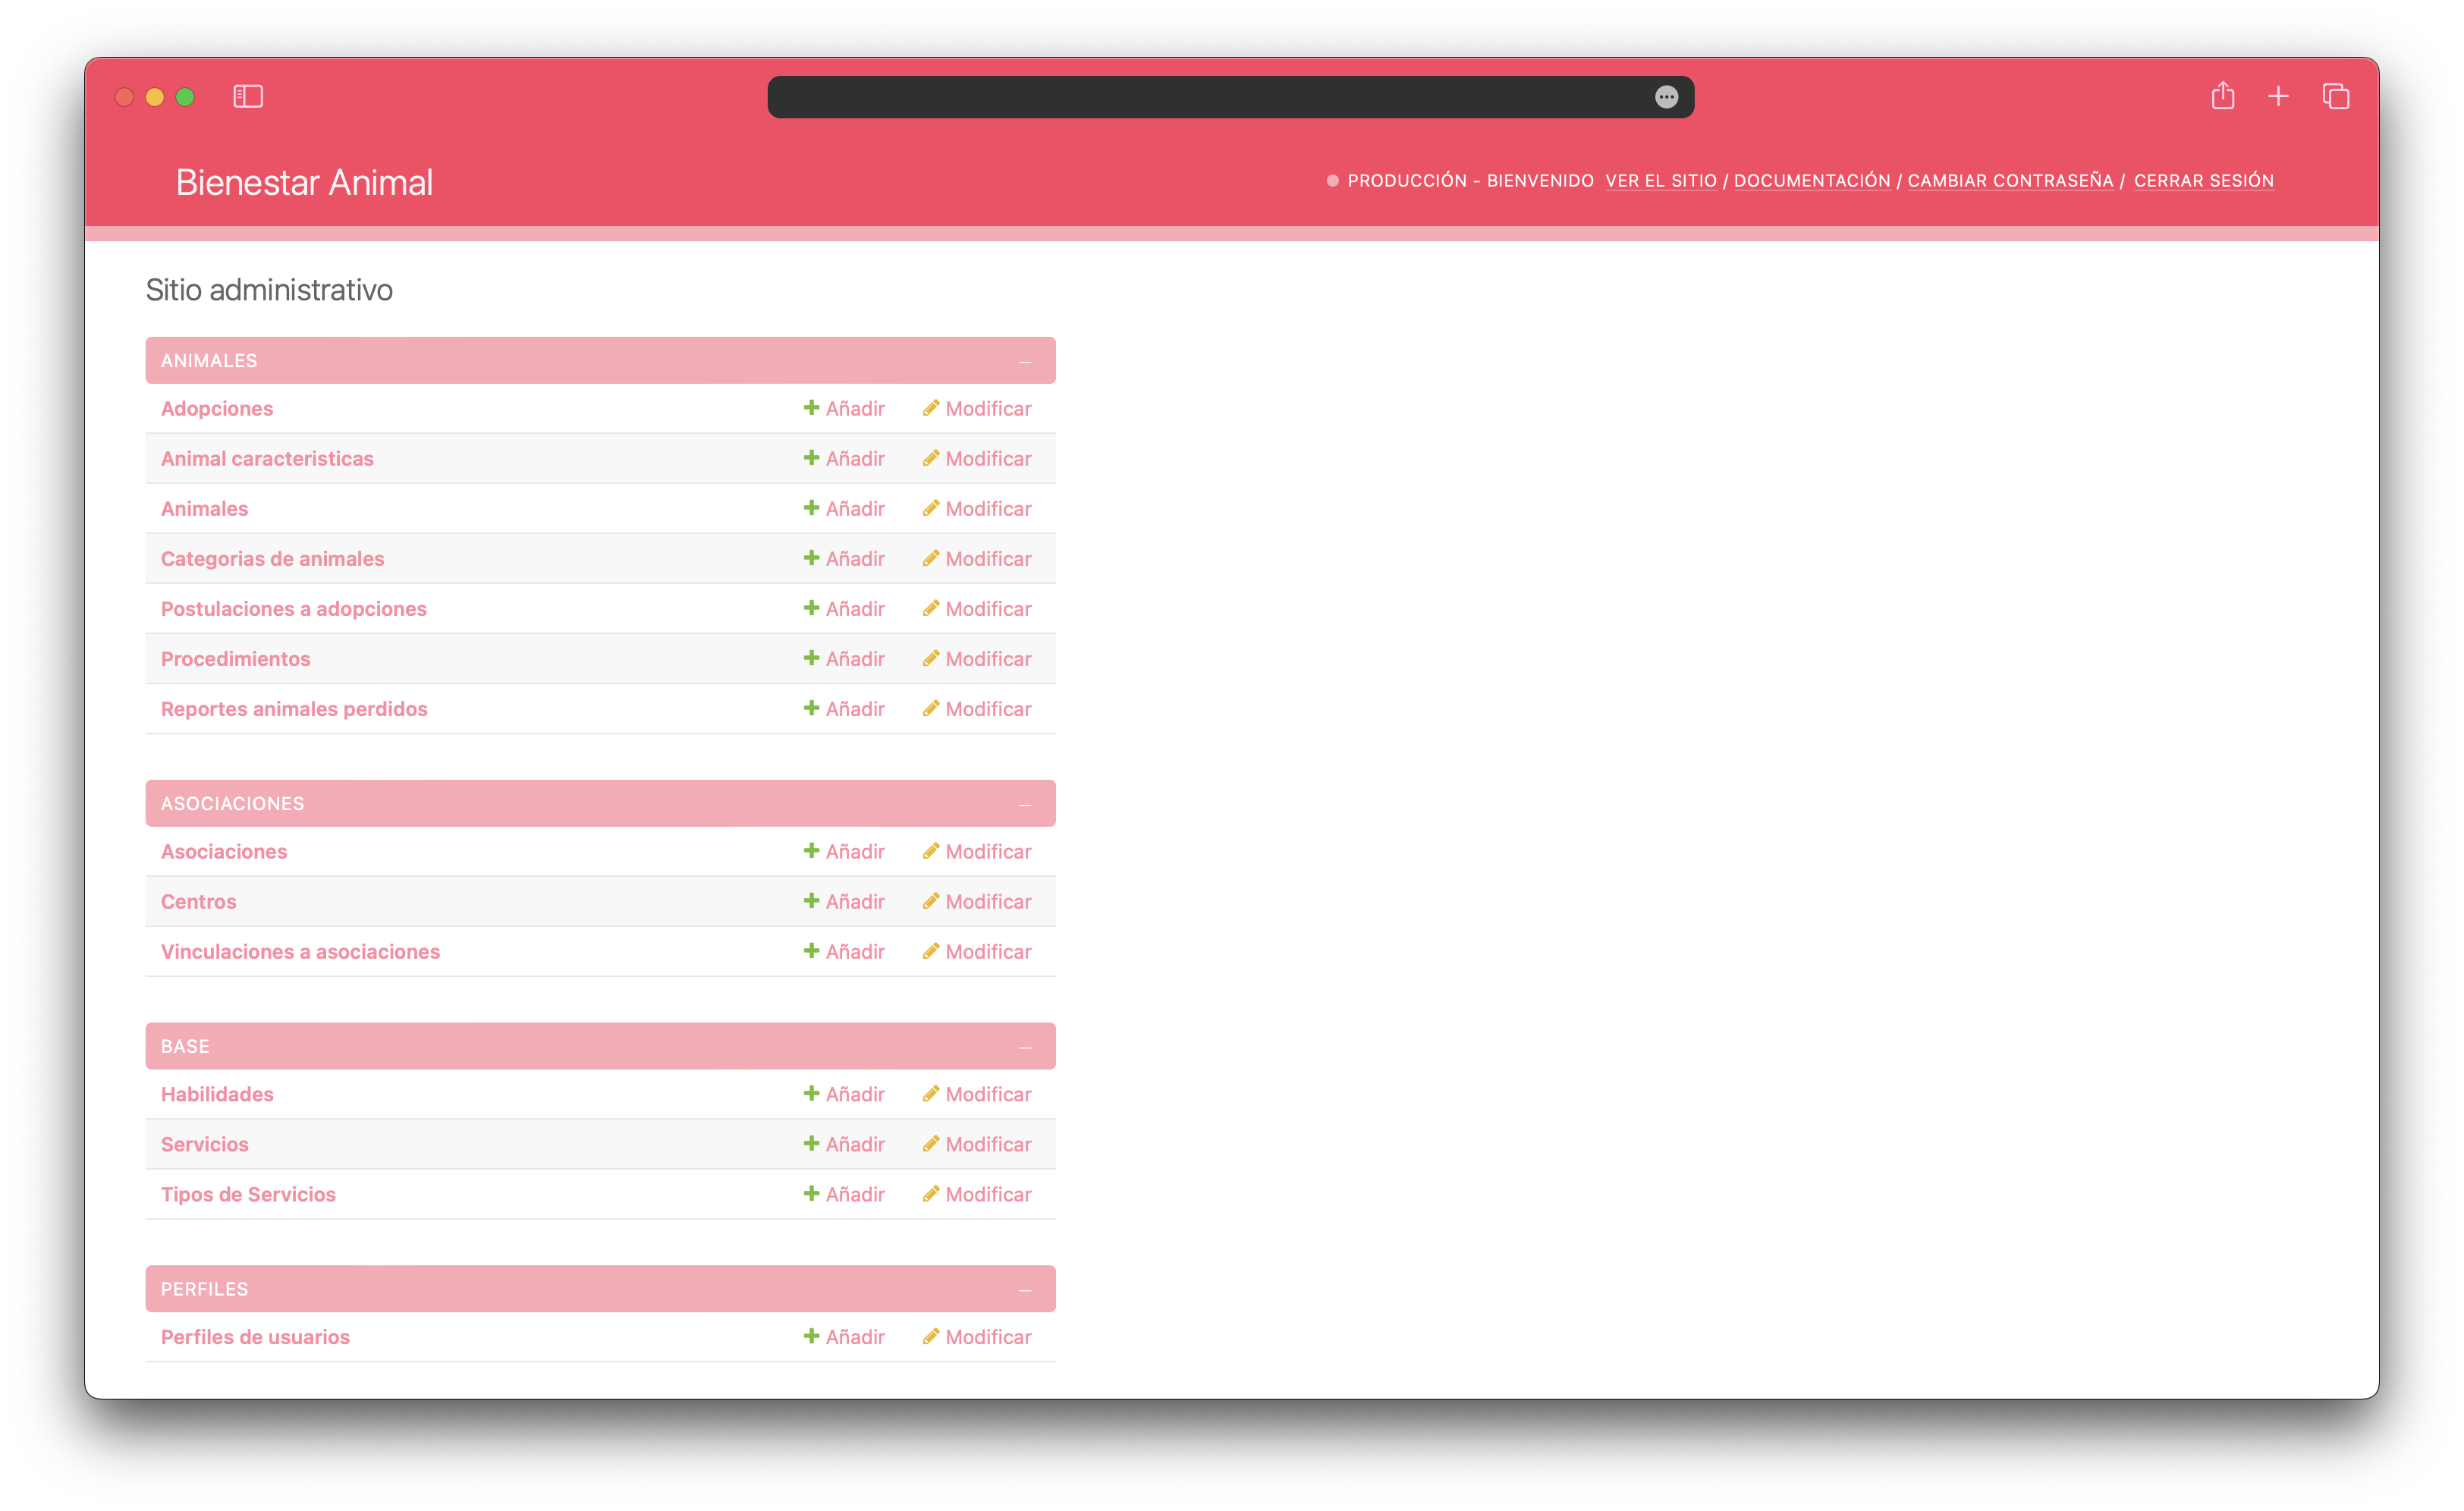 Bienestar Animal
PRODUCCIÓN - BIENVENIDO VER EL SITIO / DOCUMENTACIÓN / CAMBIAR CONTRASEÑA / CERRAR SESIÓN
Sitio administrativo
ANIMALES –
Adopciones Añadir Modificar
Animal caracteristicas Añadir Modificar
Animales Añadir Modificar
Categorias de animales Añadir Modificar
Postulaciones a adopciones Añadir Modificar
Procedimientos Añadir Modificar
Reportes animales perdidos Añadir Modificar
ASOCIACIONES –
Asociaciones Añadir Modificar
Centros Añadir Modificar
Vinculaciones a asociaciones Añadir Modificar
BASE –
Habilidades Añadir Modificar
Servicios Añadir Modificar
Tipos de Servicios Añadir Modificar
PERFILES –
Perfiles de usuarios Añadir Modificar